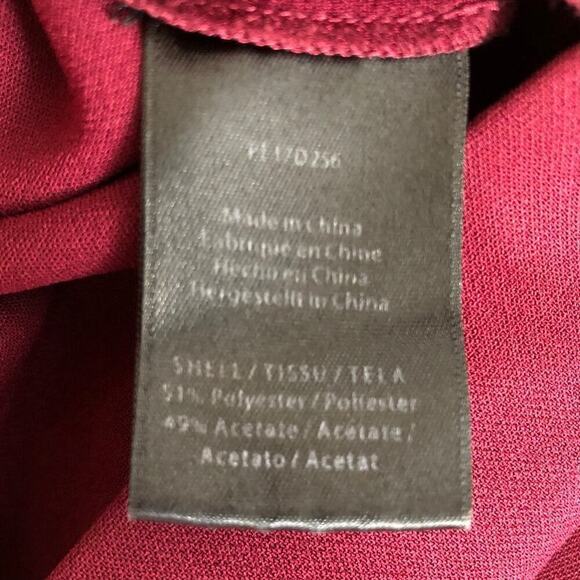 FE17D256
Made in China
Fabriqué en Chine
Hecho en China
Hergestellt in China
SHELL / TISSU / TELA
51% Polyester / Poliester
49% Acetate / Acétate /
Acetato / Acetat